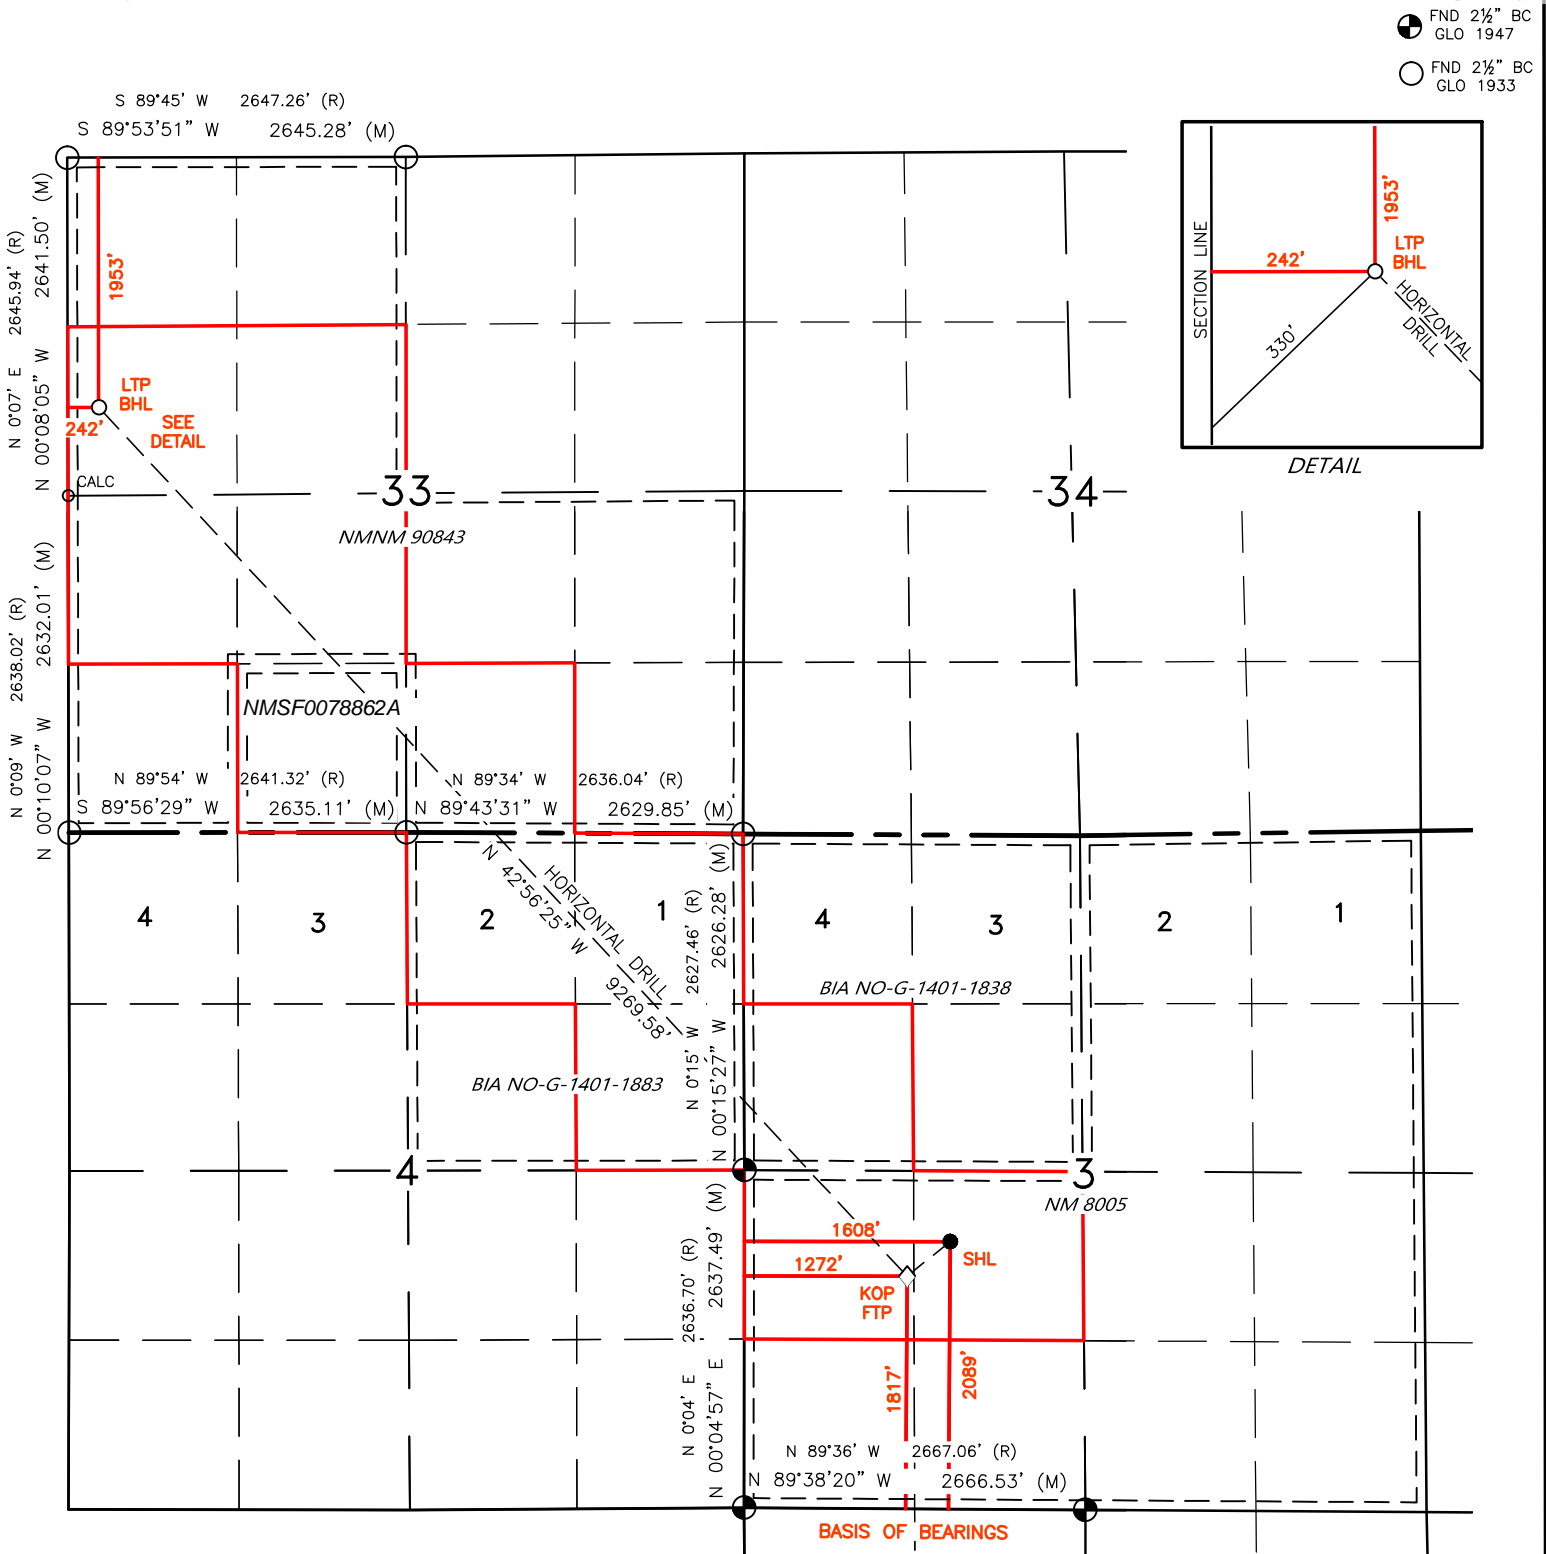 FND 2½" BC
GLO 1947
FND 2½" BC
GLO 1933
S 89°45' W 2647.26' (R)
S 89°53'51" W 2645.28' (M)
N 0°07' E 2645.94' (R)
N 00°08'05" W 2641.50' (M)
1953'
LTP
BHL
242'
SEE
DETAIL
CALC
33
34
NMNM 90843
SECTION LINE
1953'
242'
LTP
BHL
330'
HORIZONTAL
DRILL
DETAIL
N 0°09' W 2638.02' (R)
N 00°10'07" W 2632.01' (M)
NMSF0078862A
N 89°54' W 2641.32' (R)
S 89°56'29" W 2635.11' (M)
N 89°34' W 2636.04' (R)
N 89°43'31" W 2629.85' (M)
HORIZONTAL DRILL
N 42°56'25" W 9269.58'
4
3
2
1
4
3
2
1
N 0°15' W 2627.46' (R)
N 00°15'27" W 2626.28' (M)
BIA NO-G-1401-1838
BIA NO-G-1401-1883
4
3
NM 8005
N 0°04' E 2636.70' (R)
N 00°04'57" E 2637.49' (M)
1608'
SHL
1272'
KOP
FTP
1817'
2089'
N 89°36' W 2667.06' (R)
N 89°38'20" W 2666.53' (M)
BASIS OF BEARINGS